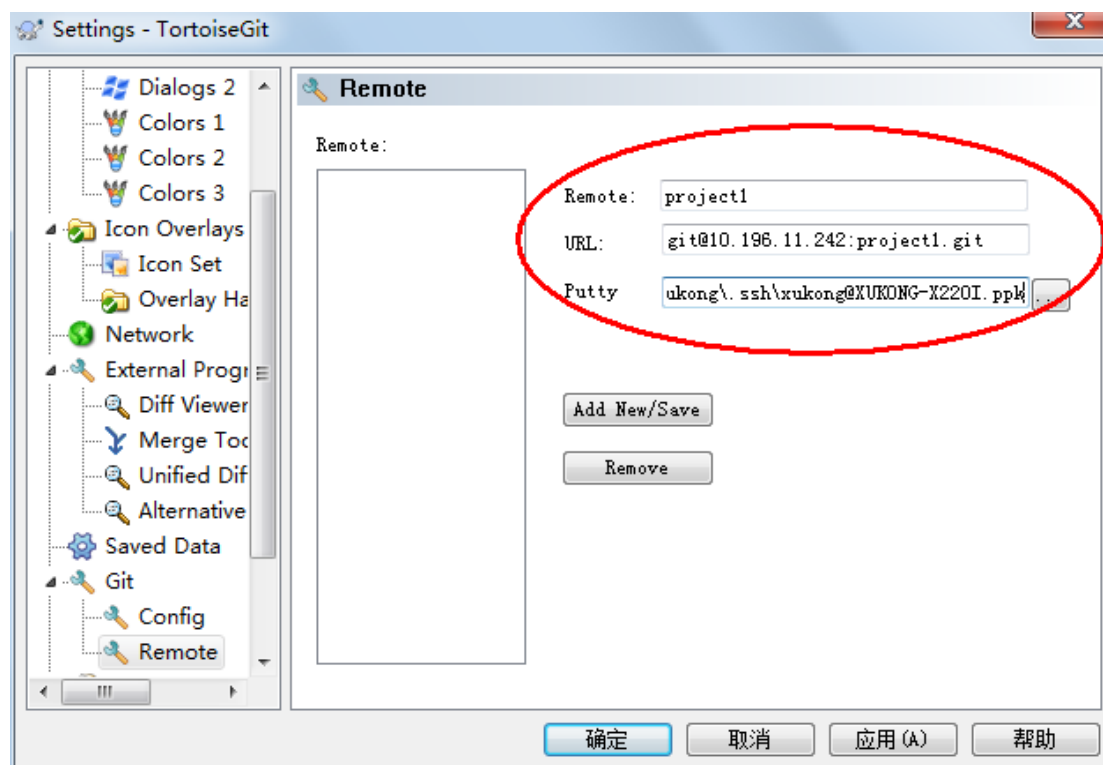 Settings - TortoiseGit
Dialogs 2
Colors 1
Colors 2
Colors 3
Icon Overlays
Icon Set
Overlay Ha
Network
External Progr
Diff Viewer
Merge Too
Unified Dif
Alternative
Saved Data
Git
Config
Remote
Remote
Remote:
Remote: project1
URL: git@10.196.11.242:project1.git
Putty ukong\.ssh\xukong@XUKONG-X220I.ppk ...
Add New/Save
Remove
确定 取消 应用(A) 帮助